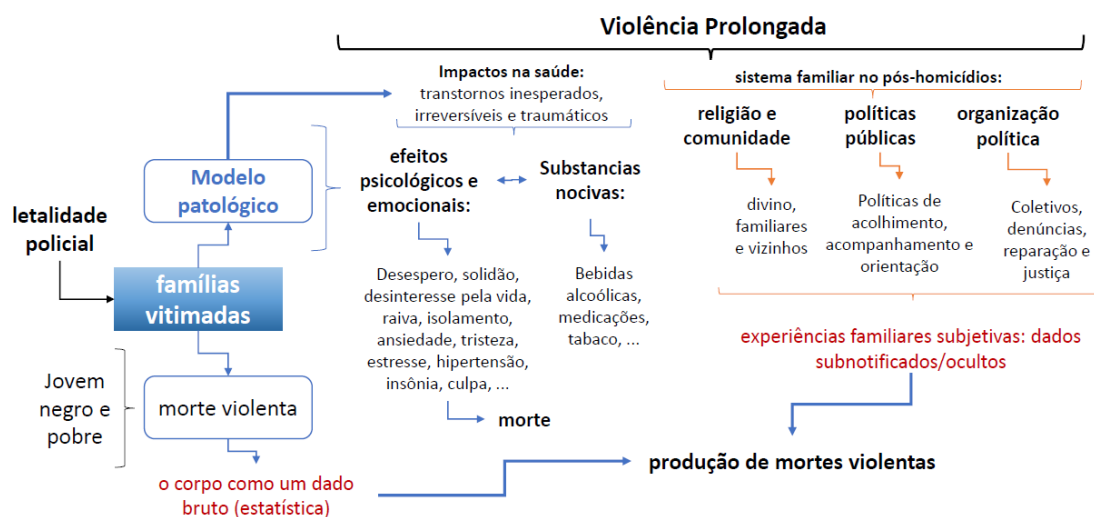 Violência Prolongada
Impactos na saúde:
transtornos inesperados,
irreversíveis e traumáticos
sistema familiar no pós-homicídios:
religião e
comunidade
políticas
públicas
organização
política
Modelo
patológico
efeitos
psicológicos e
emocionais:
Substancias
nocivas:
letalidade
policial
divino,
familiares
e vizinhos
Políticas de
acolhimento,
acompanhamento e
orientação
Coletivos,
denúncias,
reparação e
justiça
famílias
vitimadas
Desespero, solidão,
desinteresse pela vida,
raiva, isolamento,
ansiedade, tristeza,
estresse, hipertensão,
insônia, culpa, ...
Bebidas
alcoólicas,
medicações,
tabaco, ...
experiências familiares subjetivas: dados
subnotificados/ocultos
Jovem
negro e
pobre
morte violenta
morte
produção de mortes violentas
o corpo como um dado
bruto (estatística)